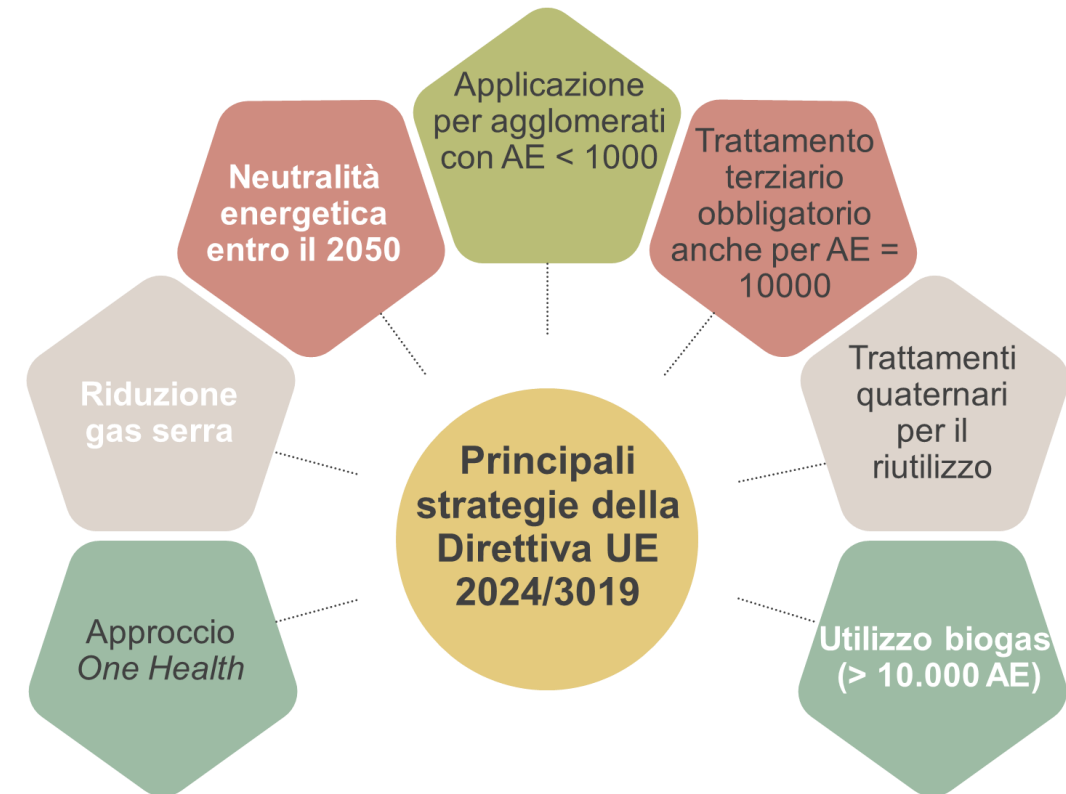 Applicazione
per agglomerati
con AE < 1000
Neutralità
energetica
entro il 2050
Trattamento
terziario
obbligatorio
anche per AE =
10000
Riduzione
gas serra
Trattamenti
quaternari
per il
riutilizzo
Principali
strategie della
Direttiva UE
2024/3019
Approccio
One Health
Utilizzo biogas
(> 10.000 AE)